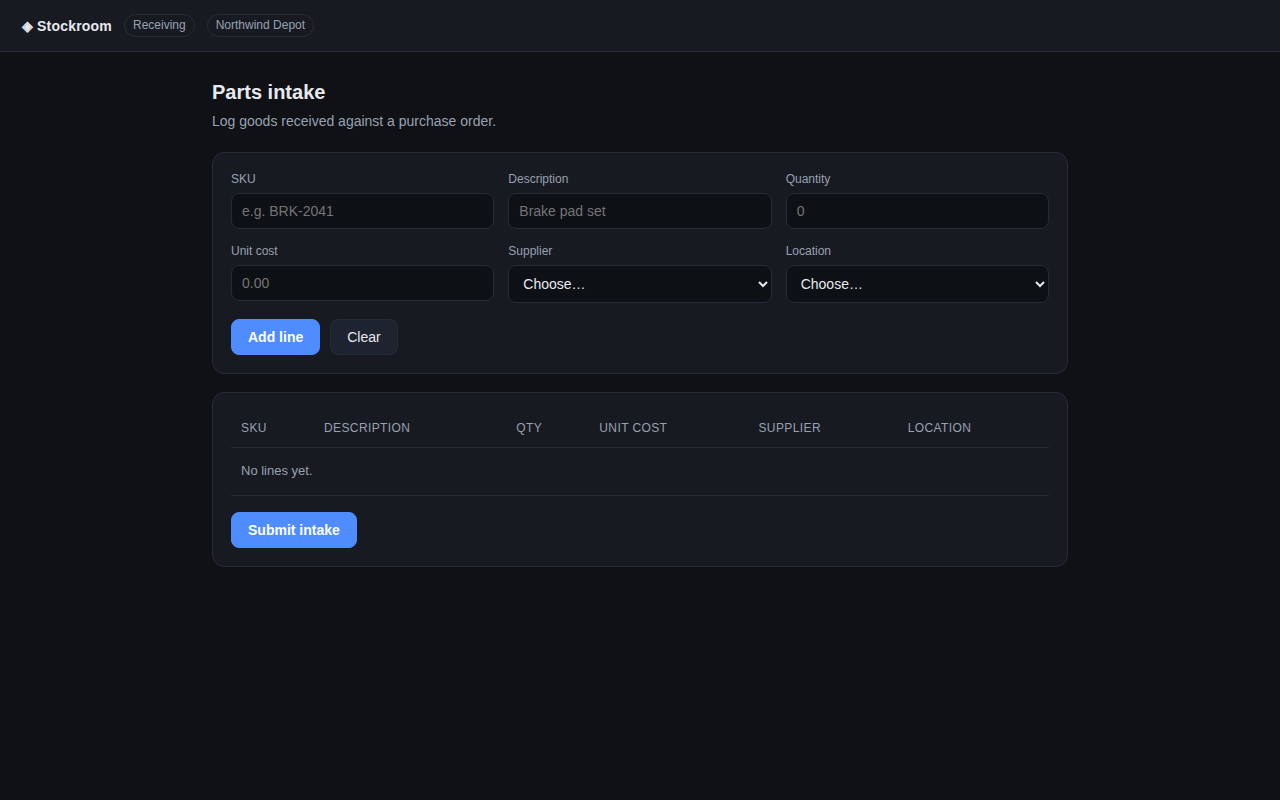 ◈ Stockroom Receiving Northwind Depot
Parts intake
Log goods received against a purchase order.
SKU Description Quantity
e.g. BRK-2041 Brake pad set 0
Unit cost Supplier Location
0.00 Choose… Choose…
Add line Clear
SKU DESCRIPTION QTY UNIT COST SUPPLIER LOCATION
No lines yet.
Submit intake